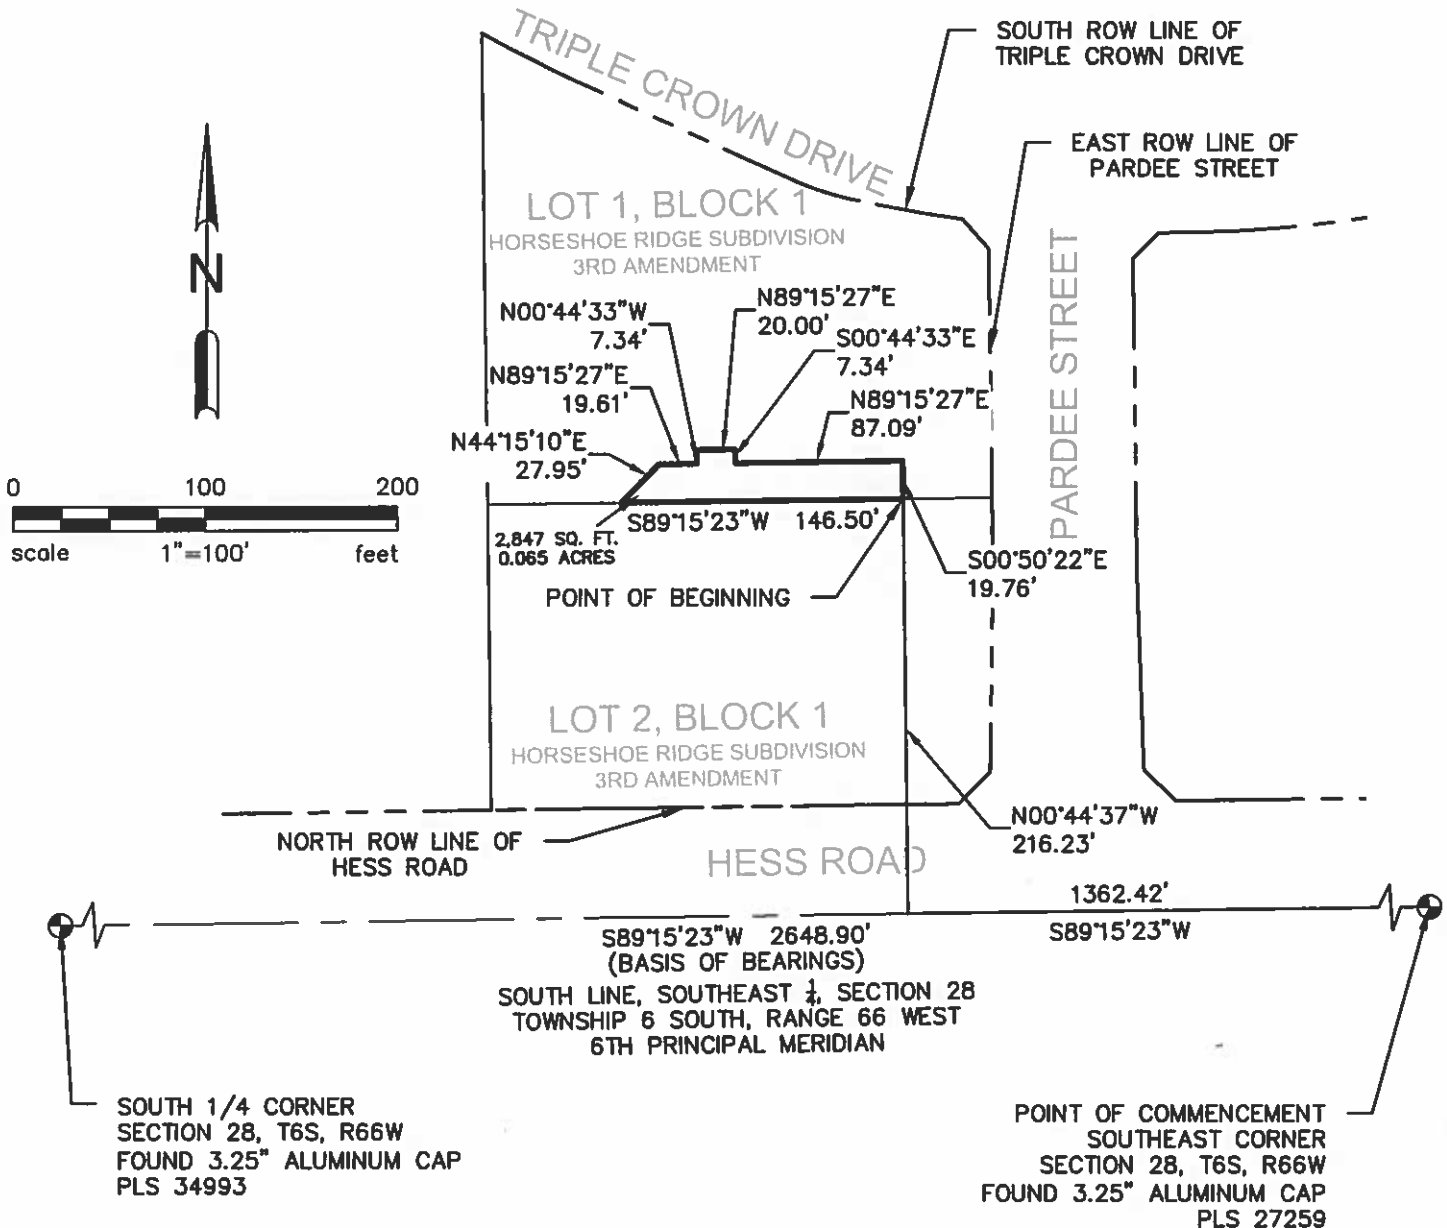 TRIPLE CROWN DRIVE
SOUTH ROW LINE OF
TRIPLE CROWN DRIVE
EAST ROW LINE OF
PARDEE STREET
LOT 1, BLOCK 1
HORSESHOE RIDGE SUBDIVISION
3RD AMENDMENT
PARDEE STREET
N
N00°44'33"W
7.34'
N89°15'27"E
20.00'
S00°44'33"E
7.34'
N89°15'27"E
19.61'
N89°15'27"E
87.09'
N44°15'10"E
27.95'
0 100 200
scale 1"=100' feet
S89°15'23"W 146.50'
2,847 SQ. FT.
0.065 ACRES
S00°50'22"E
19.76'
POINT OF BEGINNING
LOT 2, BLOCK 1
HORSESHOE RIDGE SUBDIVISION
3RD AMENDMENT
N00°44'37"W
216.23'
NORTH ROW LINE OF
HESS ROAD
HESS ROAD
1362.42'
S89°15'23"W
S89°15'23"W 2648.90'
(BASIS OF BEARINGS)
SOUTH LINE, SOUTHEAST ¼, SECTION 28
TOWNSHIP 6 SOUTH, RANGE 66 WEST
6TH PRINCIPAL MERIDIAN
SOUTH 1/4 CORNER
SECTION 28, T6S, R66W
FOUND 3.25" ALUMINUM CAP
PLS 34993
POINT OF COMMENCEMENT
SOUTHEAST CORNER
SECTION 28, T6S, R66W
FOUND 3.25" ALUMINUM CAP
PLS 27259